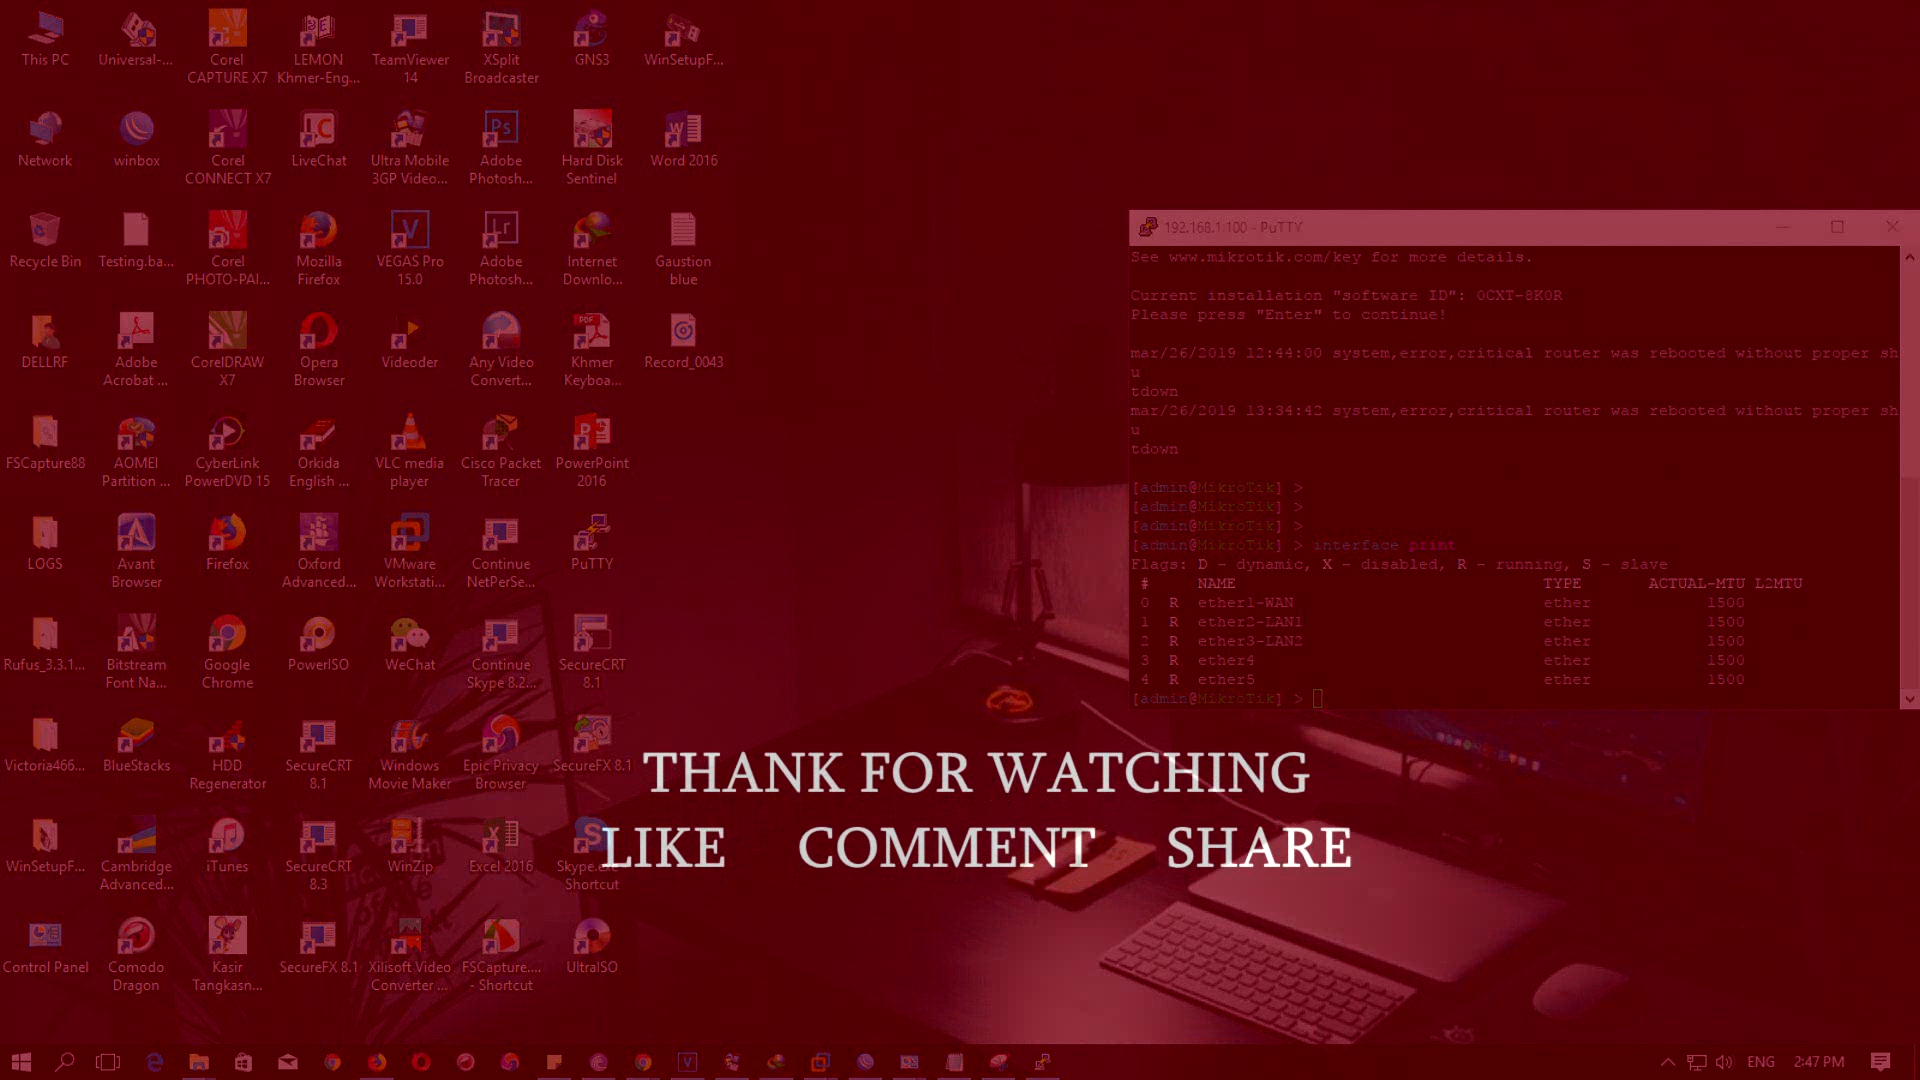 This PC
Universal-...
Corel
CAPTURE X7
LEMON
Khmer-Eng...
TeamViewer
14
XSplit
Broadcaster
GNS3
WinSetupF...
Network
winbox
Corel
CONNECT X7
LiveChat
Ultra Mobile
3GP Video...
Adobe
Photosh...
Hard Disk
Sentinel
Word 2016
Recycle Bin
Testing.ba...
Corel
PHOTO-PAI...
Mozilla
Firefox
VEGAS Pro
15.0
Adobe
Photosh...
Internet
Downlo...
Gaustion
blue
DELLRF
Adobe
Acrobat ...
CorelDRAW
X7
Opera
Browser
Videoder
Any Video
Convert...
Khmer
Keyboa...
Record_0043
FSCapture88
AOMEI
Partition ...
CyberLink
PowerDVD 15
Orkida
English ...
VLC media
player
Cisco Packet
Tracer
PowerPoint
2016
LOGS
Avant
Browser
Firefox
Oxford
Advanced...
VMware
Workstati...
Continue
NetPerSe...
PuTTY
Rufus_3.3.1...
Bitstream
Font Na...
Google
Chrome
PowerISO
WeChat
Continue
Skype 8.2...
SecureCRT
8.1
Victoria466...
BlueStacks
HDD
Regenerator
SecureCRT
8.1
Windows
Movie Maker
Epic Privacy
Browser
SecureFX 8.1
WinSetupF...
Cambridge
Advanced...
iTunes
SecureCRT
8.3
WinZip
Excel 2016
Skype.exe
Shortcut
Control Panel
Comodo
Dragon
Kasir
Tangkasn...
SecureFX 8.1
Xilisoft Video
Converter ...
FSCapture....
- Shortcut
UltraISO
192.168.1.100 - PuTTY
See www.mikrotik.com/key for more details.
Current installation "software ID": 0CXT-8K0R
Please press "Enter" to continue!
mar/26/2019 12:44:00 system,error,critical router was rebooted without proper sh
u
tdown
mar/26/2019 13:34:42 system,error,critical router was rebooted without proper sh
u
tdown
[admin@MikroTik] >
[admin@MikroTik] >
[admin@MikroTik] >
[admin@MikroTik] > interface print
Flags: D - dynamic, X - disabled, R - running, S - slave
# NAME TYPE ACTUAL-MTU L2MTU
0 R ether1-WAN ether 1500
1 R ether2-LAN1 ether 1500
2 R ether3-LAN2 ether 1500
3 R ether4 ether 1500
4 R ether5 ether 1500
[admin@MikroTik] >
THANK FOR WATCHING
LIKE COMMENT SHARE
ENG 2:47 PM